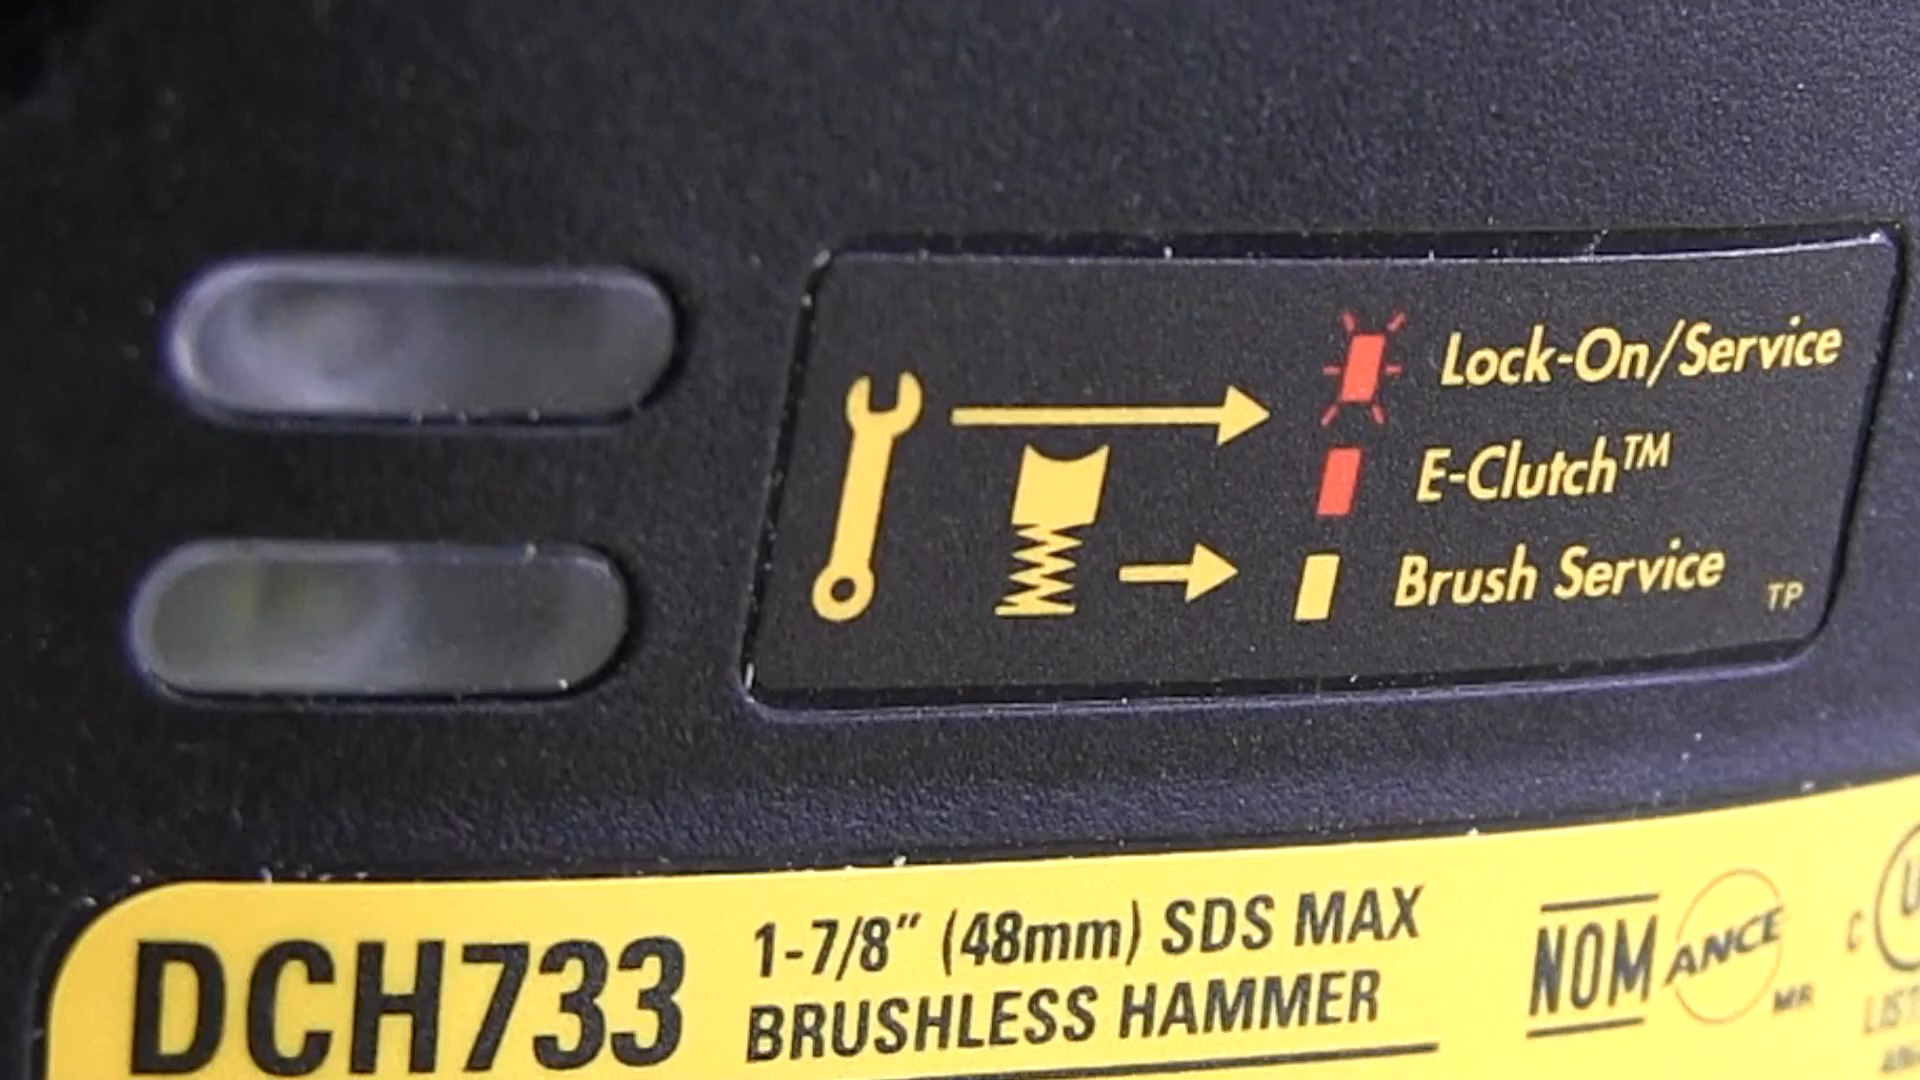 Lock-On/Service
E-Clutch™
Brush Service
TP
DCH733
1-7/8" (48mm) SDS MAX
BRUSHLESS HAMMER
NOM
ANCE
MR
C